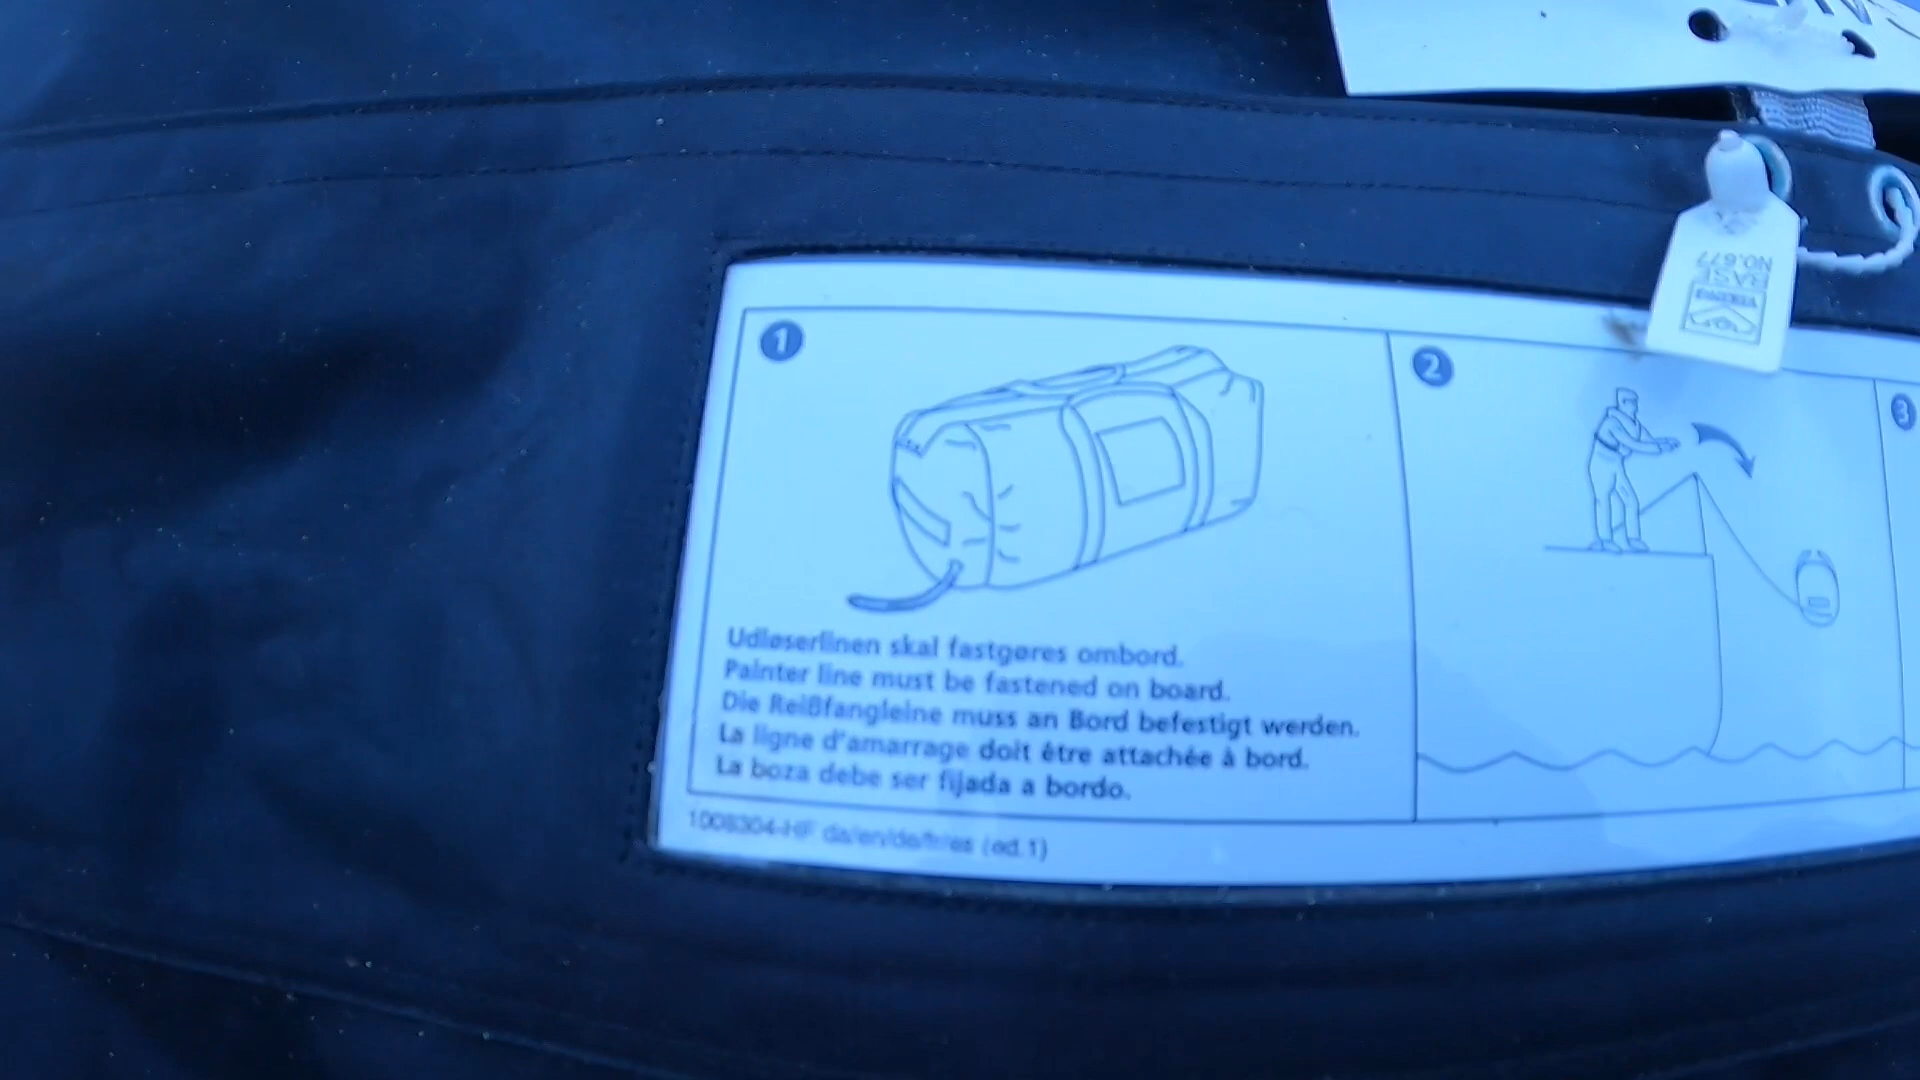 VIKING
BASE
NO.677
1
2
3
Udløserlinen skal fastgøres ombord.
Painter line must be fastened on board.
Die Reißfangleine muss an Bord befestigt werden.
La ligne d'amarrage doit être attachée à bord.
La boza debe ser fijada a bordo.
1008304-HF da/en/de/fr/es (ed.1)